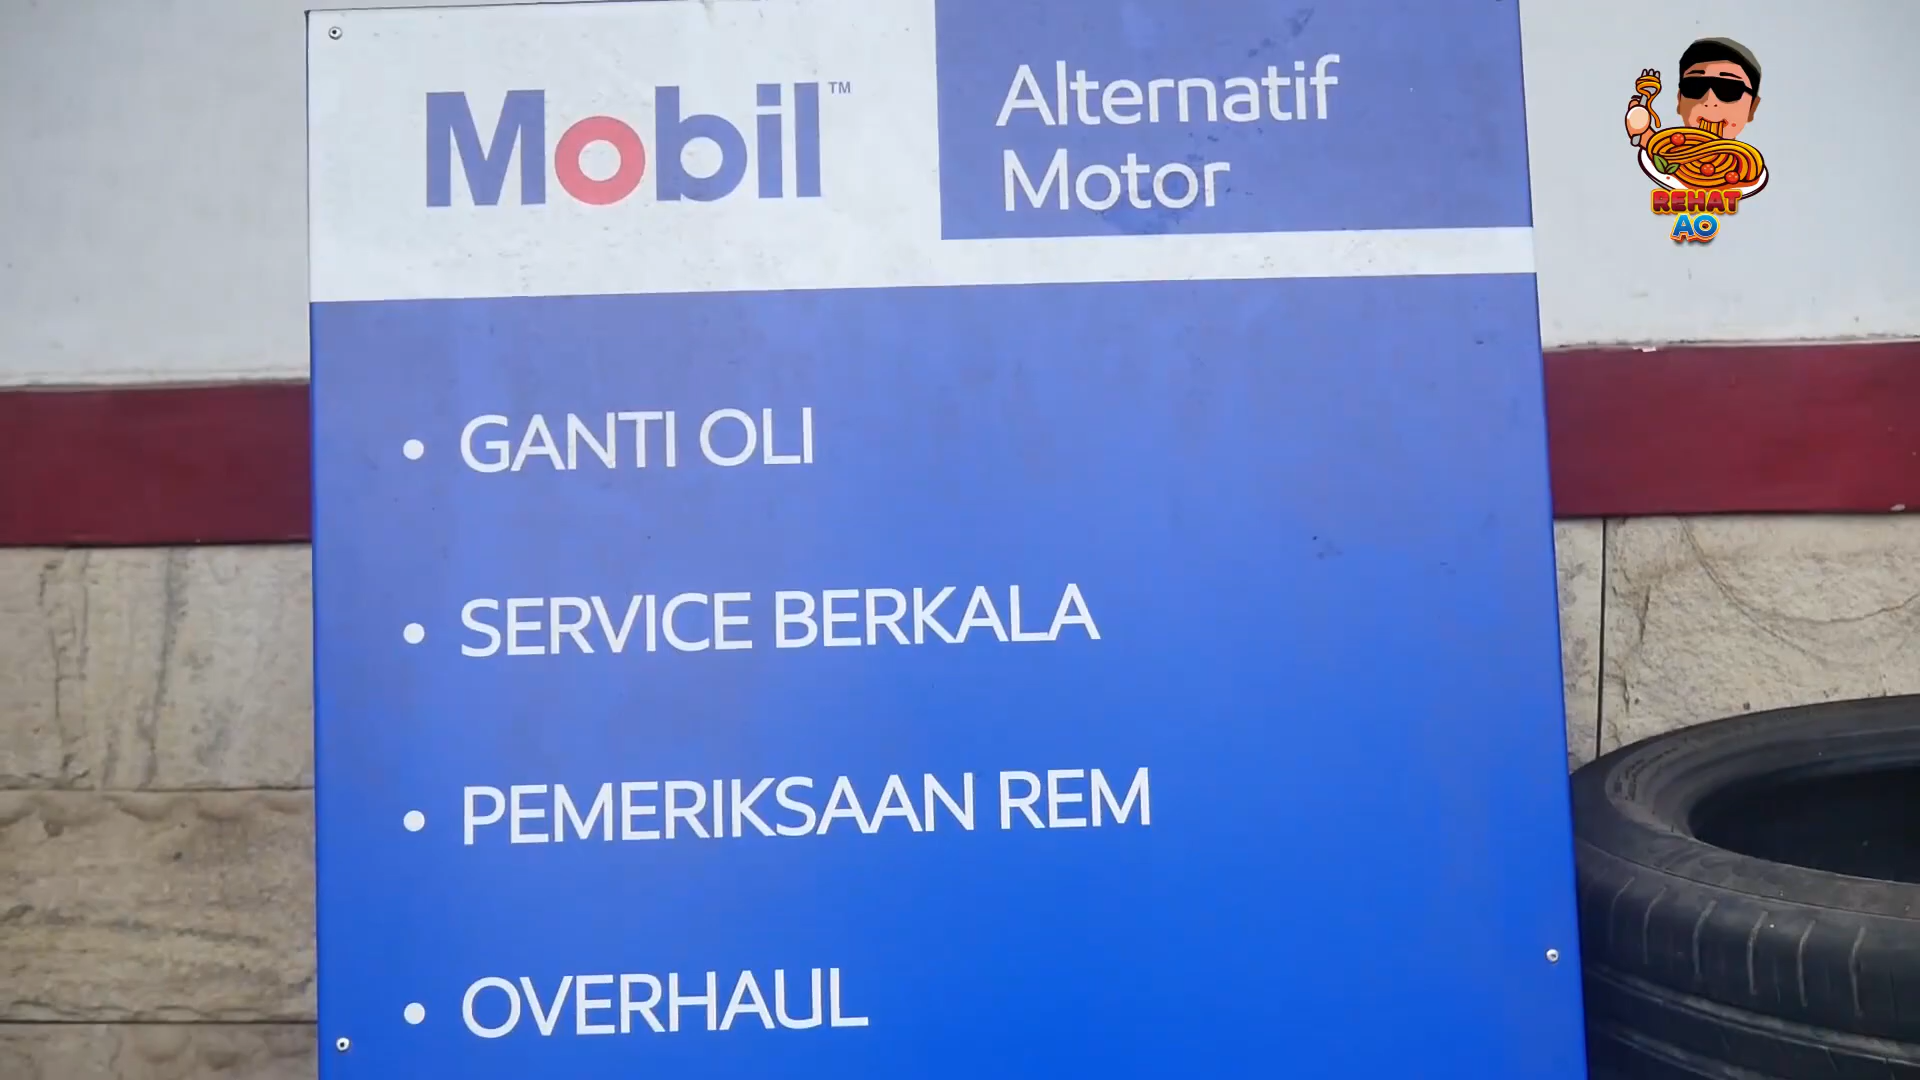 Mobil™
Alternatif
Motor
• GANTI OLI
• SERVICE BERKALA
• PEMERIKSAAN REM
• OVERHAUL
REHAT
AO